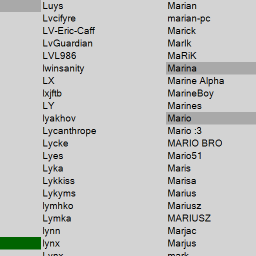 Luys
Lvcifyre
LV-Eric-Caff
LvGuardian
LVL986
lwinsanity
LX
lxjftb
LY
lyakhov
Lycanthrope
Lycke
Lyes
Lyka
Lykkiss
Lykyms
lymhko
Lymka
lynn
lynx
Lynx
Marian
marian-pc
Marick
Marik
MaRiK
Marina
Marine Alpha
MarineBoy
Marines
Mario
Mario :3
MARIO BRO
Mario51
Maris
Marisa
Marius
Mariusz
MARIUSZ
Marjac
Marjus
mark